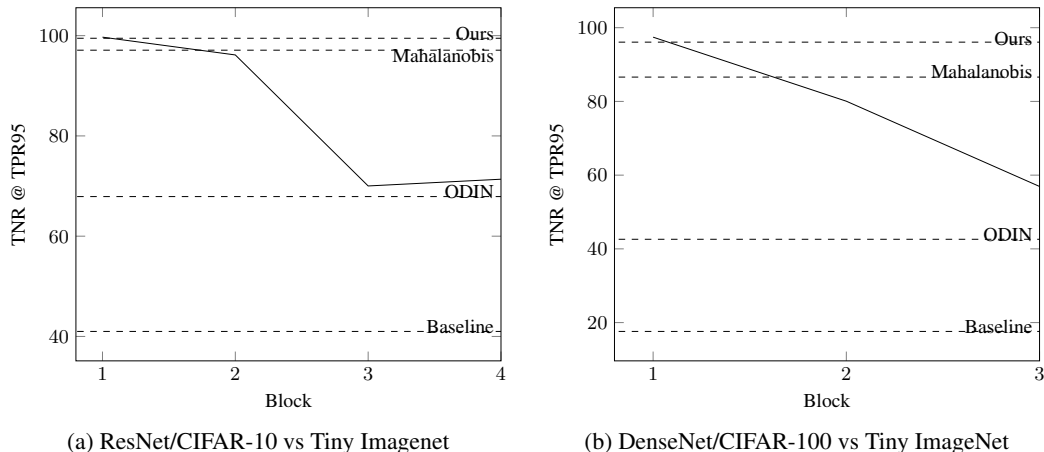 100
80
60
40
TNR @ TPR95
Ours
Mahalanobis
ODIN
Baseline
1 2 3 4
Block
(a) ResNet/CIFAR-10 vs Tiny Imagenet
100
80
60
40
20
TNR @ TPR95
Ours
Mahalanobis
ODIN
Baseline
1 2 3
Block
(b) DenseNet/CIFAR-100 vs Tiny ImageNet